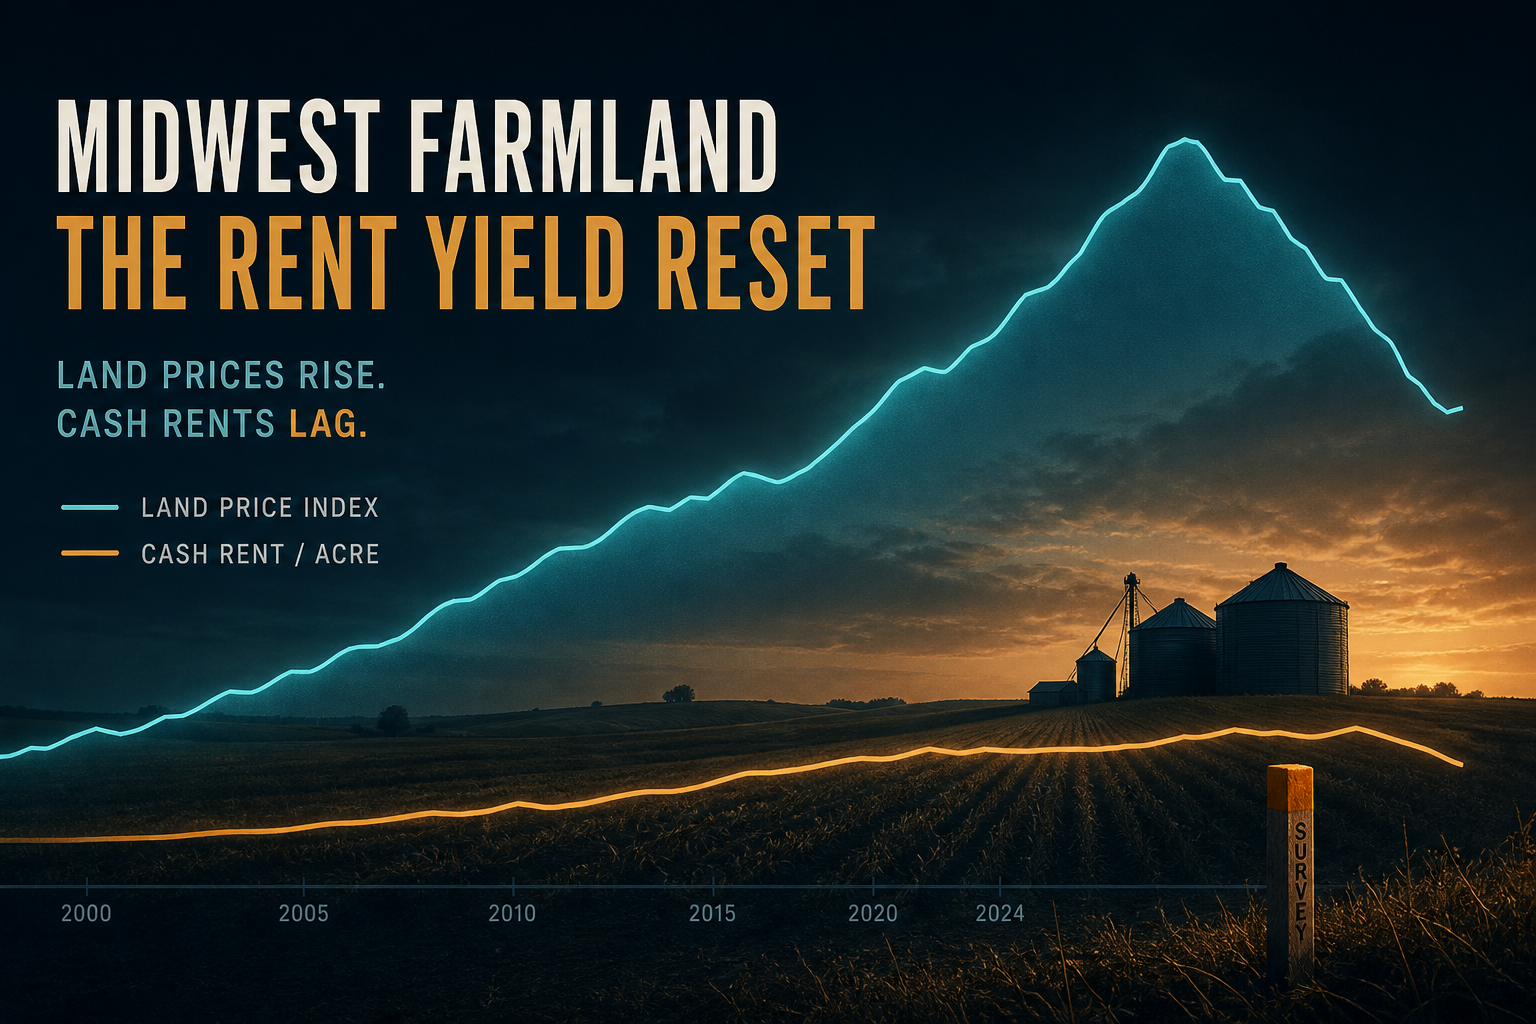 MIDWEST FARMLAND
THE RENT YIELD RESET
LAND PRICES RISE.
CASH RENTS LAG.
LAND PRICE INDEX
CASH RENT / ACRE
SURVEY
2000 2005 2010 2015 2020 2024